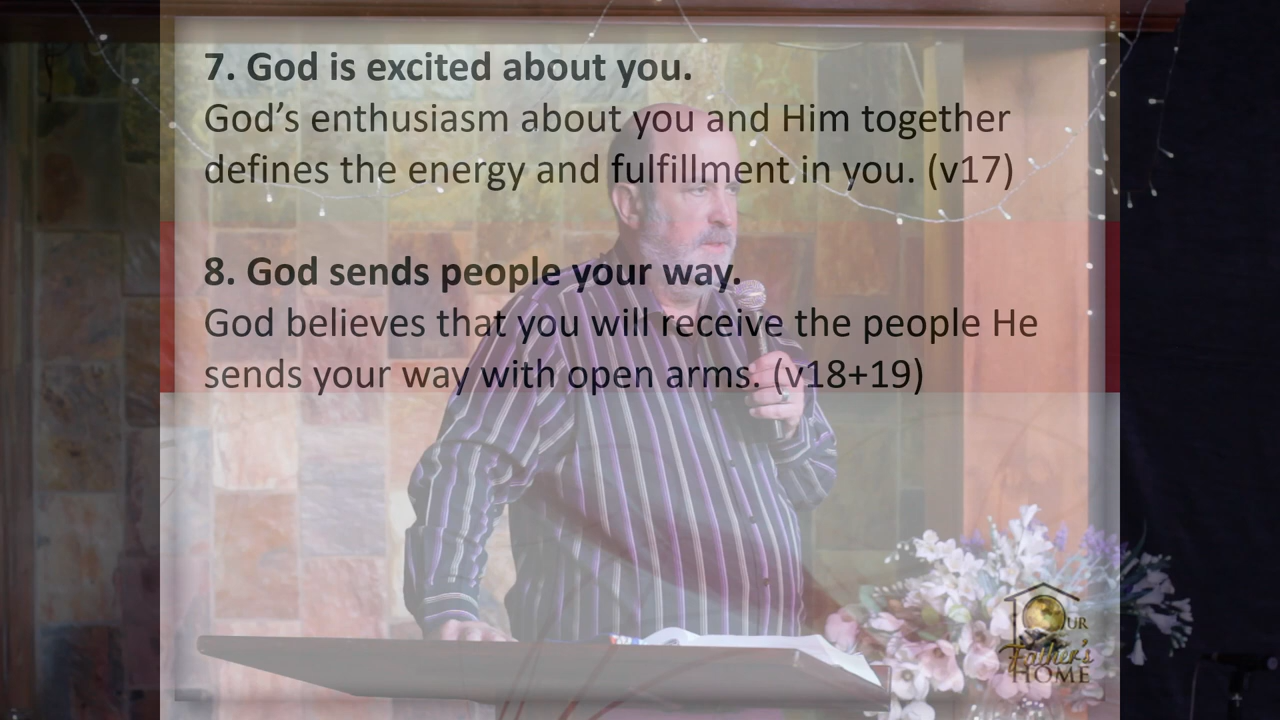 7. God is excited about you.
God’s enthusiasm about you and Him together
defines the energy and fulfillment in you. (v17)
8. God sends people your way.
God believes that you will receive the people He
sends your way with open arms. (v18+19)
OUR
Father's
HOME